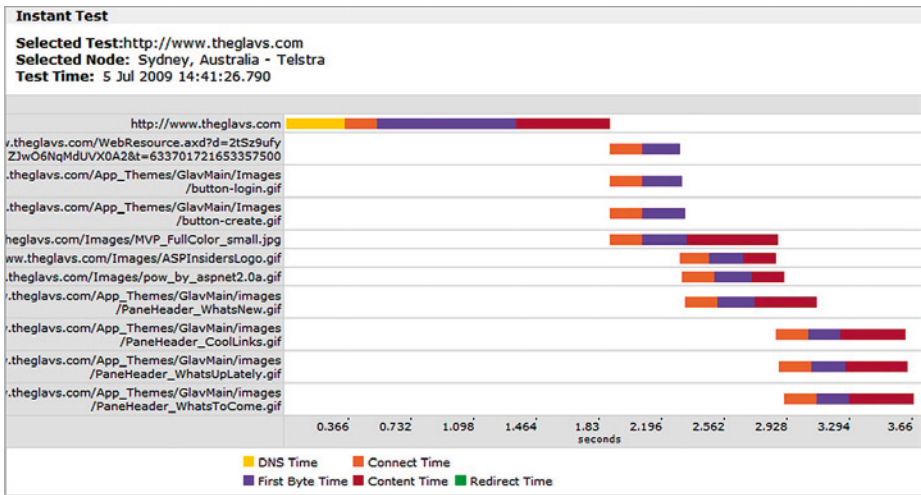 Instant Test
Selected Test:http://www.theglavs.com
Selected Node: Sydney, Australia - Telstra
Test Time: 5 Jul 2009 14:41:26.790
http://www.theglavs.com
v.theglavs.com/WebResource.axd?d=2tSz9ufy
ZJwO6NqMdUVX0A2&t=633701721653357500
.theglavs.com/App_Themes/GlavMain/Images
/button-login.gif
.theglavs.com/App_Themes/GlavMain/Images
/button-create.gif
heglavs.com/Images/MVP_FullColor_small.jpg
ww.theglavs.com/Images/ASPInsidersLogo.gif
.theglavs.com/Images/pow_by_aspnet2.0a.gif
v.theglavs.com/App_Themes/GlavMain/images
/PaneHeader_WhatsNew.gif
v.theglavs.com/App_Themes/GlavMain/images
/PaneHeader_CoolLinks.gif
v.theglavs.com/App_Themes/GlavMain/images
/PaneHeader_WhatsUpLately.gif
v.theglavs.com/App_Themes/GlavMain/images
/PaneHeader_WhatsToCome.gif
0.366 0.732 1.098 1.464 1.83 2.196 2.562 2.928 3.294 3.66
seconds
DNS Time Connect Time
First Byte Time Content Time Redirect Time